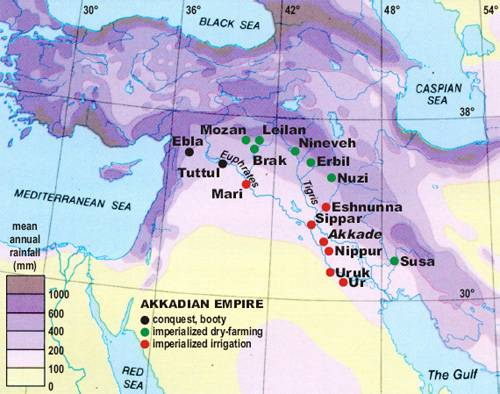 30° 36° 42° 48° 54°
BLACK SEA
CASPIAN
SEA
38°
Mozan Leilan
Ebla
Nineveh
Brak
Erbil
Tuttul
Euphrates
Nuzi
Mari
Tigris
MEDITERRANEAN SEA
Eshnunna
Sippar
Akkade
Nippur
Susa
Uruk
Ur
30°
mean
annual
rainfall
(mm)
1000
600
400
200
100
0
AKKADIAN EMPIRE
conquest, booty
imperialized dry-farming
imperialized irrigation
RED
SEA
The Gulf